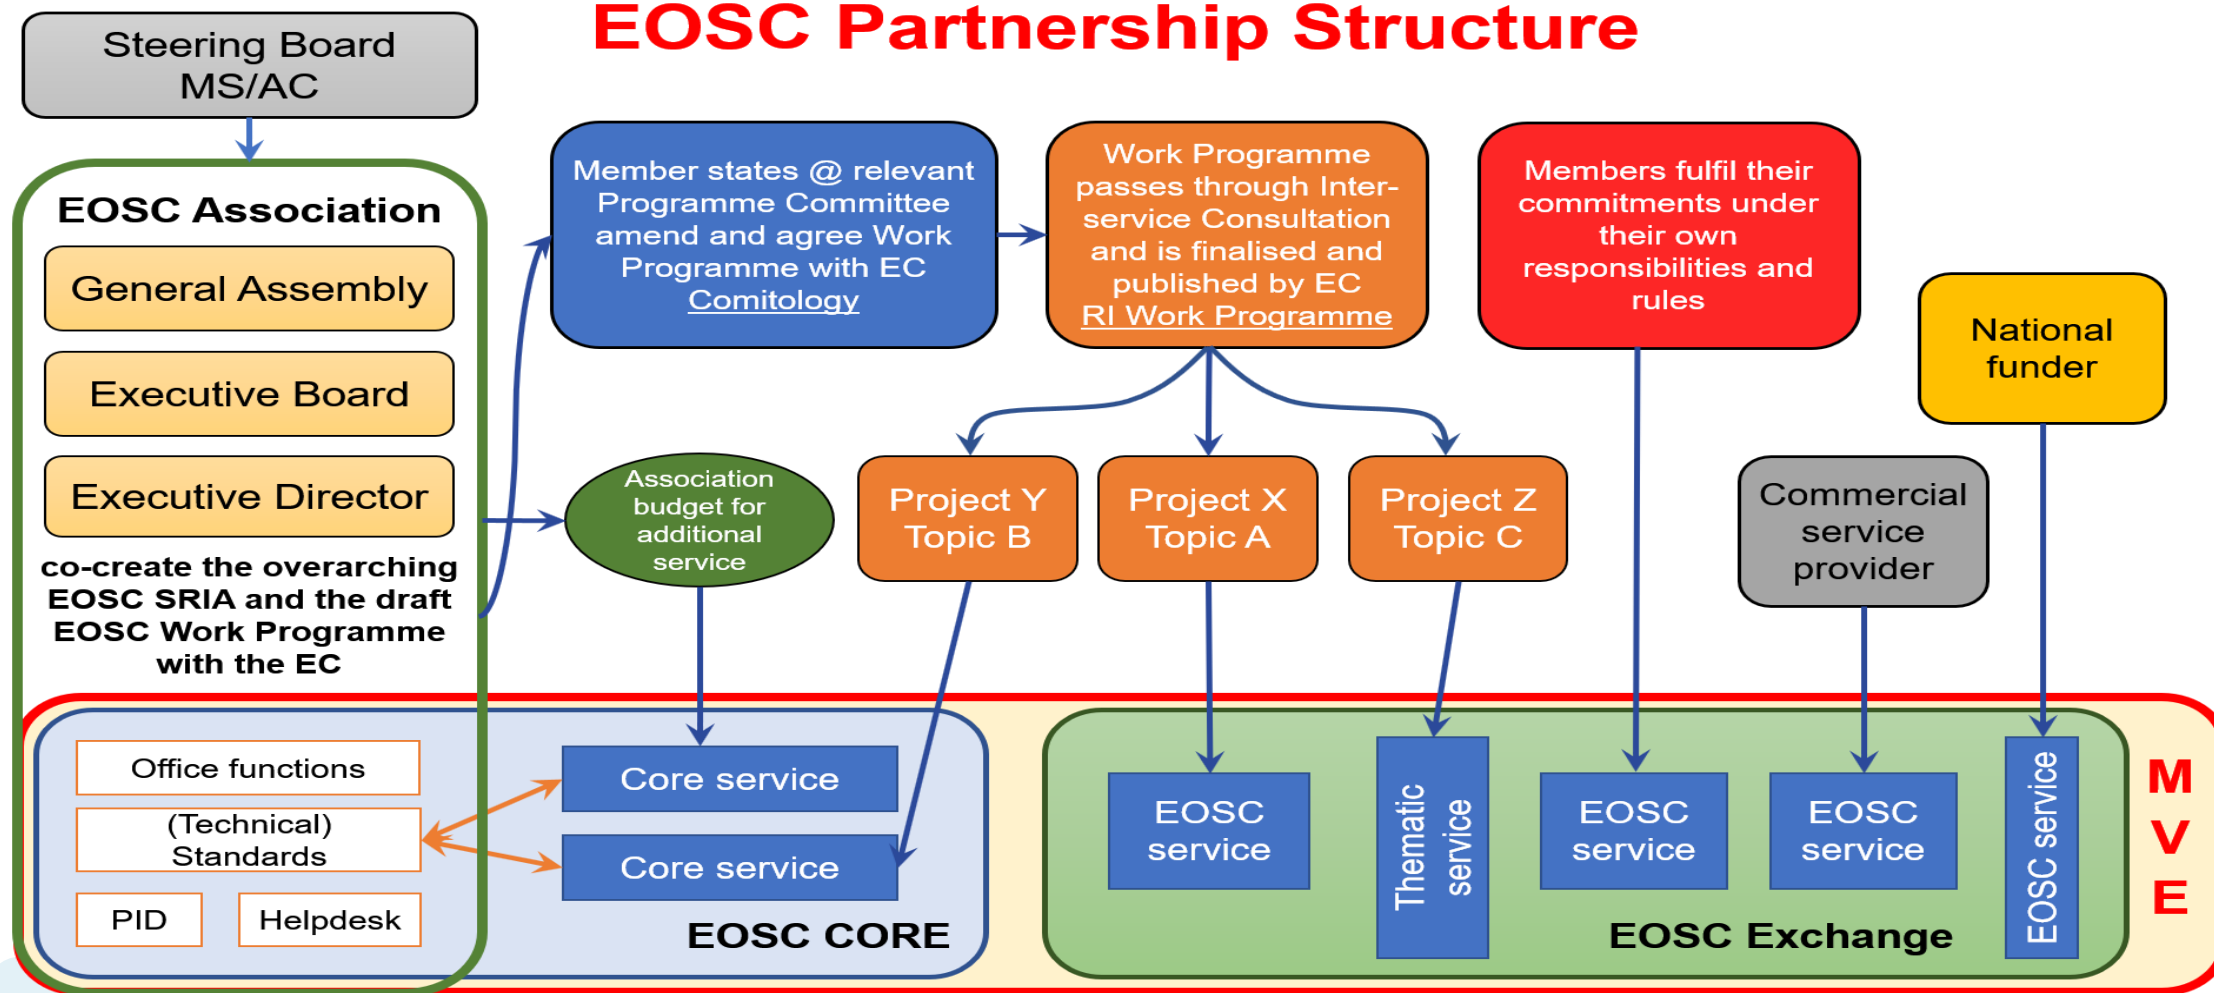 EOSC Partnership Structure
Steering Board
MS/AC
EOSC Association
General Assembly
Executive Board
Executive Director
co-create the overarching
EOSC SRIA and the draft
EOSC Work Programme
with the EC
Member states @ relevant
Programme Committee
amend and agree Work
Programme with EC
Comitology
Work Programme
passes through Inter-
service Consultation
and is finalised and
published by EC
RI Work Programme
Members fulfil their
commitments under
their own
responsibilities and
rules
National
funder
Association
budget for
additional
service
Project Y
Topic B
Project X
Topic A
Project Z
Topic C
Commercial
service
provider
Office functions
(Technical)
Standards
PID
Helpdesk
Core service
Core service
EOSC CORE
EOSC
service
Thematic
service
EOSC
service
EOSC
service
EOSC service
EOSC Exchange
M
V
E